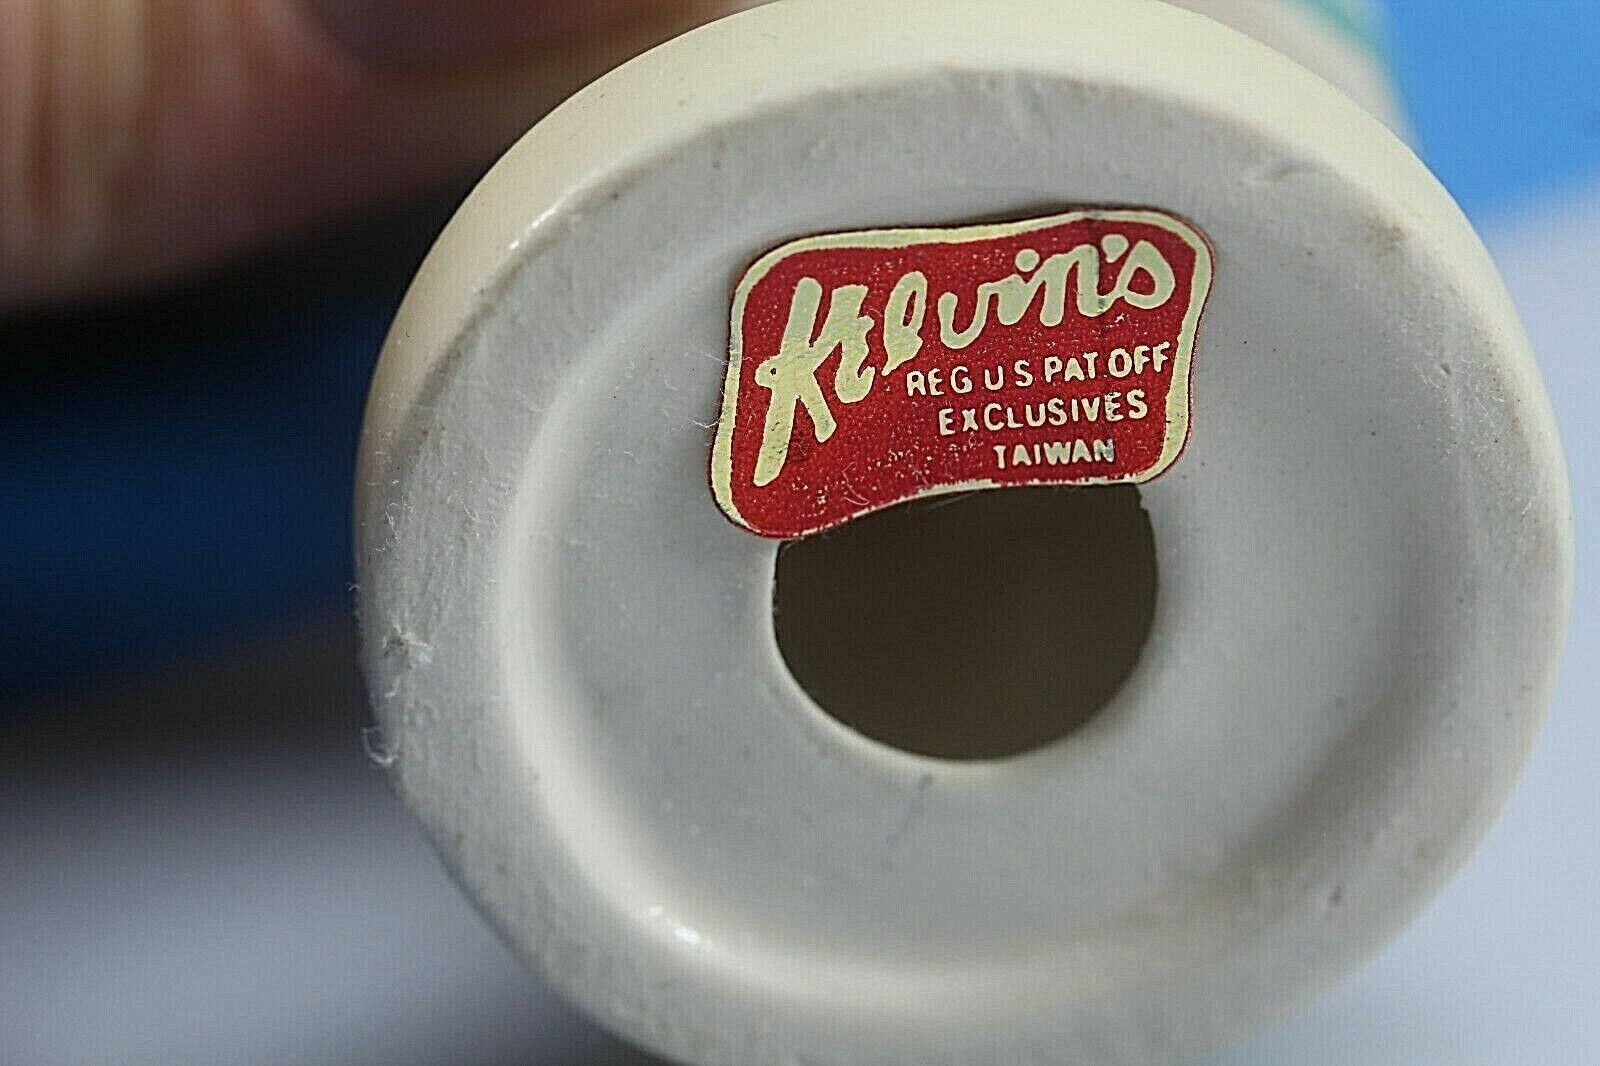 Kelvin's
REG U S PAT OFF
EXCLUSIVES
TAIWAN